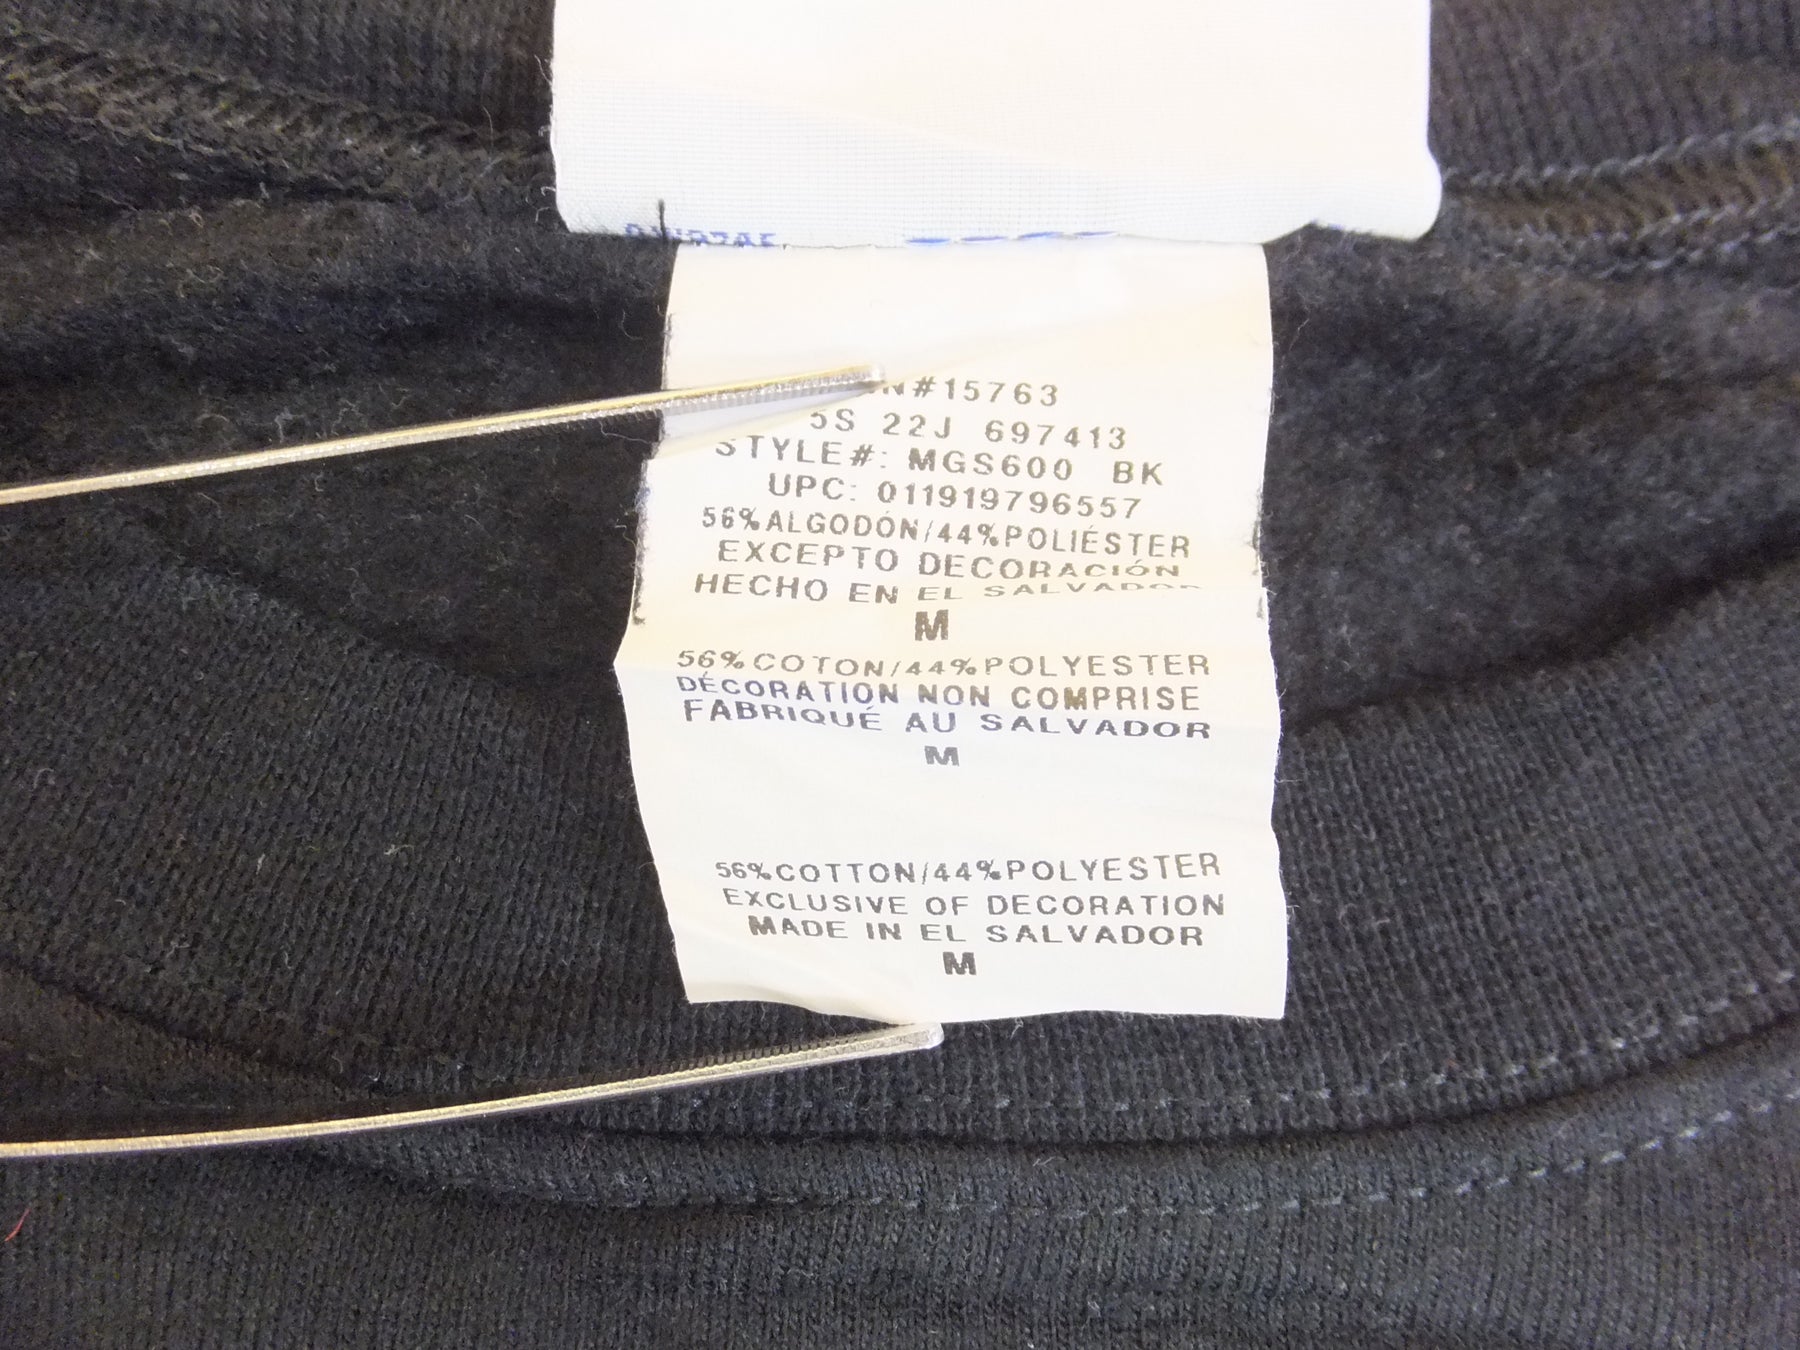 N#15763
5S 22J 697413
STYLE#: MGS600 BK
UPC: 011919796557
56%ALGODÓN/44%POLIÉSTER
EXCEPTO DECORACIÓN
HECHO EN EL SALVADOR
M
56%COTON/44%POLYESTER
DÉCORATION NON COMPRISE
FABRIQUÉ AU SALVADOR
M
56%COTTON/44%POLYESTER
EXCLUSIVE OF DECORATION
MADE IN EL SALVADOR
M